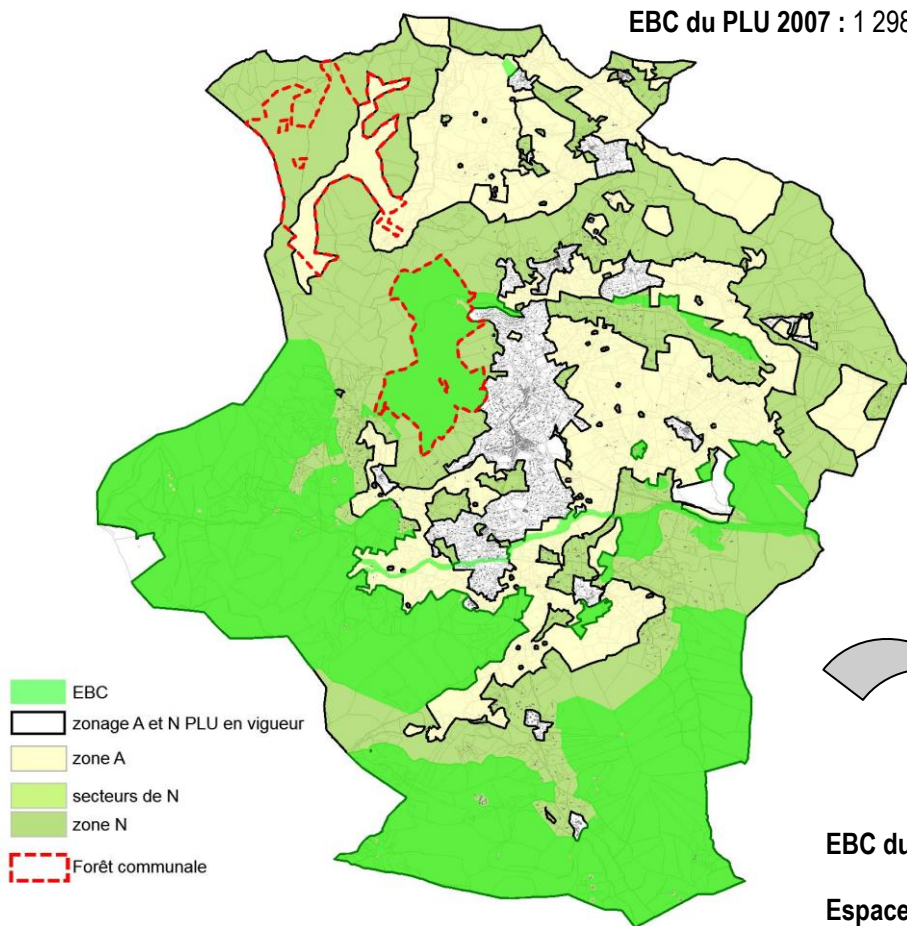 EBC du PLU 2007 : 1 298
EBC
zonage A et N PLU en vigueur
zone A
secteurs de N
zone N
Forêt communale
EBC du
Espace